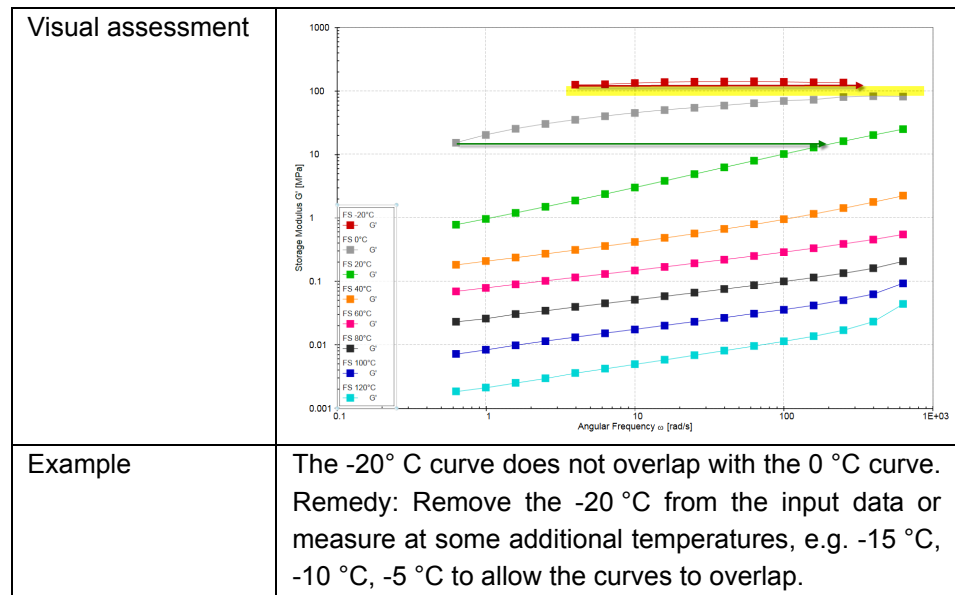 Visual assessment
1000
100
10
1
0.1
0.01
0.001
Storage Modulus G' [MPa]
FS -20°C
G'
FS 0°C
G'
FS 20°C
G'
FS 40°C
G'
FS 60°C
G'
FS 80°C
G'
FS 100°C
G'
FS 120°C
G'
0.1
1
10
100
1E+03
Angular Frequency ω [rad/s]
Example
The -20° C curve does not overlap with the 0 °C curve.
Remedy: Remove the -20 °C from the input data or
measure at some additional temperatures, e.g. -15 °C,
-10 °C, -5 °C to allow the curves to overlap.